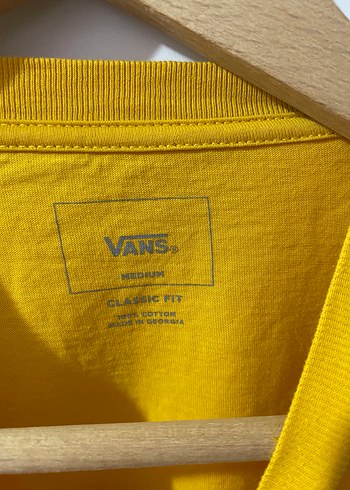 VANS®
MEDIUM
CLASSIC FIT
100% COTTON
MADE IN GEORGIA